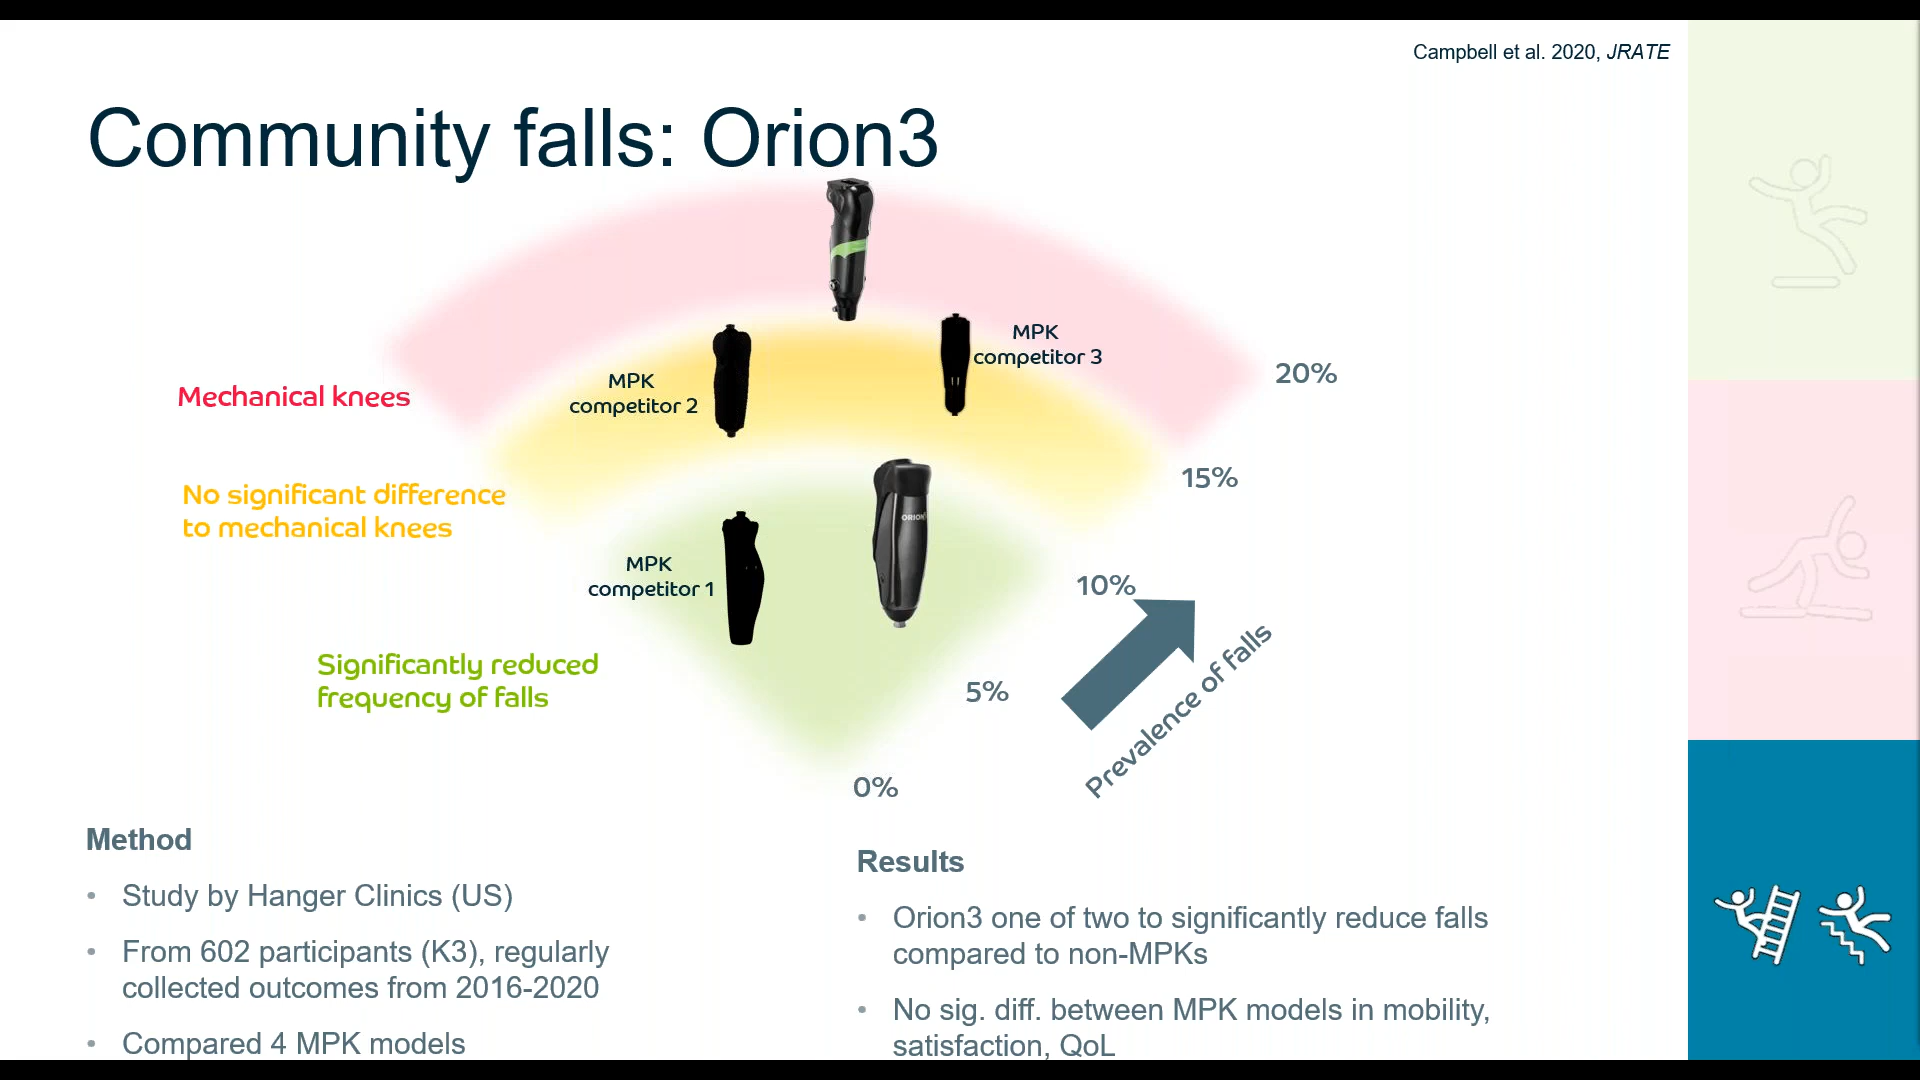 Campbell et al. 2020, JRATE
Community falls: Orion3
MPK
competitor 3
20%
MPK
competitor 2
Mechanical knees
15%
No significant difference
to mechanical knees
ORION
MPK
competitor 1
10%
Significantly reduced
frequency of falls
5%
Prevalence of falls
0%
Method
• Study by Hanger Clinics (US)
• From 602 participants (K3), regularly
collected outcomes from 2016-2020
• Compared 4 MPK models
Results
• Orion3 one of two to significantly reduce falls
compared to non-MPKs
• No sig. diff. between MPK models in mobility,
satisfaction, QoL